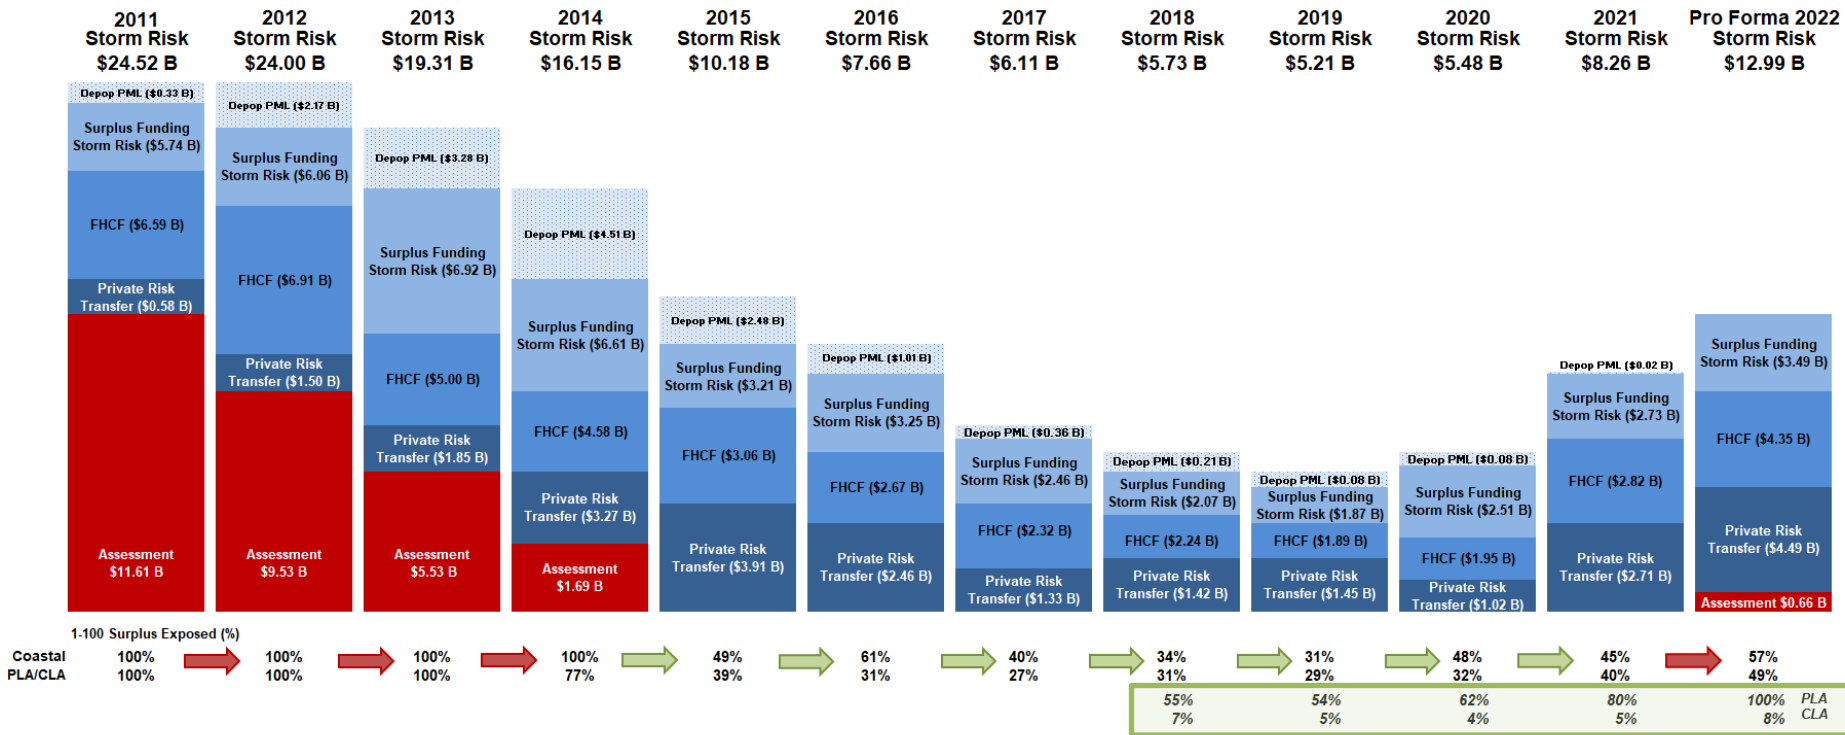 2011
Storm Risk
$24.52 B
2012
Storm Risk
$24.00 B
2013
Storm Risk
$19.31 B
2014
Storm Risk
$16.15 B
2015
Storm Risk
$10.18 B
2016
Storm Risk
$7.66 B
2017
Storm Risk
$6.11 B
2018
Storm Risk
$5.73 B
2019
Storm Risk
$5.21 B
2020
Storm Risk
$5.48 B
2021
Storm Risk
$8.26 B
Pro Forma 2022
Storm Risk
$12.99 B
Depop PML ($0.33 B)
Surplus Funding
Storm Risk ($5.74 B)
FHCF ($6.59 B)
Private Risk
Transfer ($0.58 B)
Assessment
$11.61 B
Depop PML ($2.17 B)
Surplus Funding
Storm Risk ($6.06 B)
FHCF ($6.91 B)
Private Risk
Transfer ($1.50 B)
Assessment
$9.53 B
Depop PML ($3.28 B)
Surplus Funding
Storm Risk ($6.92 B)
FHCF ($5.00 B)
Private Risk
Transfer ($1.85 B)
Assessment
$5.53 B
Depop PML ($4.51 B)
Surplus Funding
Storm Risk ($6.61 B)
FHCF ($4.58 B)
Private Risk
Transfer ($3.27 B)
Assessment
$1.69 B
Depop PML ($2.48 B)
Surplus Funding
Storm Risk ($3.21 B)
FHCF ($3.06 B)
Private Risk
Transfer ($3.91 B)
Depop PML ($1.01 B)
Surplus Funding
Storm Risk ($3.25 B)
FHCF ($2.67 B)
Private Risk
Transfer ($2.46 B)
Depop PML ($0.36 B)
Surplus Funding
Storm Risk ($2.46 B)
FHCF ($2.32 B)
Private Risk
Transfer ($1.33 B)
Depop PML ($0.21 B)
Surplus Funding
Storm Risk ($2.07 B)
FHCF ($2.24 B)
Private Risk
Transfer ($1.42 B)
Depop PML ($0.08 B)
Surplus Funding
Storm Risk ($1.87 B)
FHCF ($1.89 B)
Private Risk
Transfer ($1.45 B)
Depop PML ($0.08 B)
Surplus Funding
Storm Risk ($2.51 B)
FHCF ($1.95 B)
Private Risk
Transfer ($1.02 B)
Depop PML ($0.02 B)
Surplus Funding
Storm Risk ($2.73 B)
FHCF ($2.82 B)
Private Risk
Transfer ($2.71 B)
Surplus Funding
Storm Risk ($3.49 B)
FHCF ($4.35 B)
Private Risk
Transfer ($4.49 B)
Assessment $0.66 B
1-100 Surplus Exposed (%)
Coastal 100% 100% 100% 100% 49% 61% 40% 34% 31% 48% 45% 57%
PLA/CLA 100% 100% 100% 77% 39% 31% 27% 31% 29% 32% 40% 49%
55% 54% 62% 80% 100% PLA
7% 5% 4% 5% 8% CLA